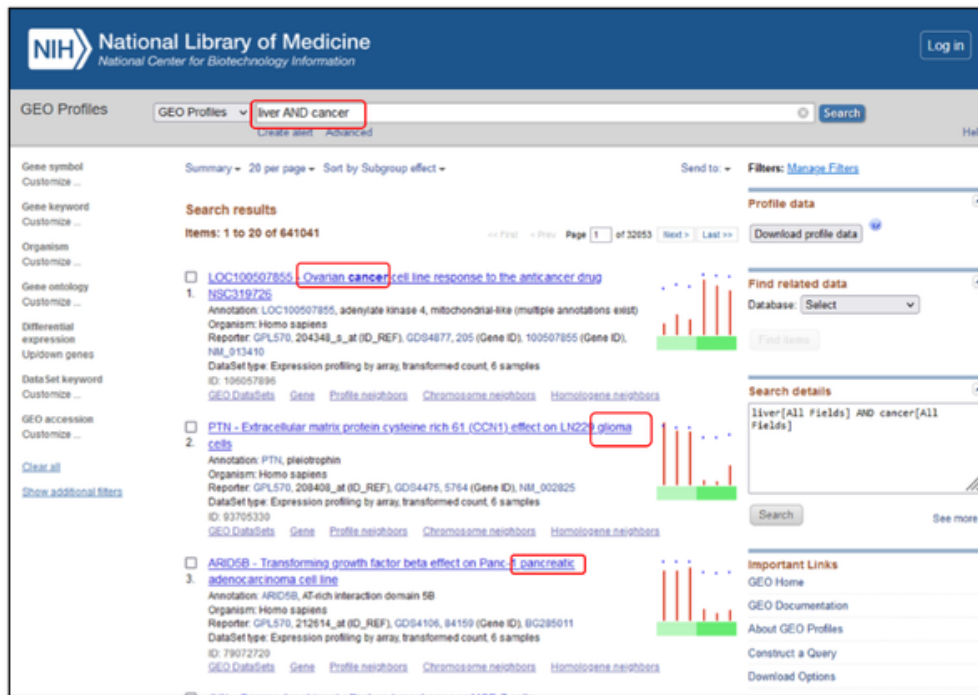 NIH National Library of Medicine
National Center for Biotechnology Information
Log in
GEO Profiles
GEO Profiles
liver AND cancer
Search
Create alert Advanced
Hel
Gene symbol
Customize ...
Gene keyword
Customize ...
Organism
Customize ...
Gene ontology
Customize ...
Differential
expression
Up/down genes
DataSet keyword
Customize ...
GEO accession
Customize ...
Clear all
Show additional filters
Summary 20 per page Sort by Subgroup effect
Send to:
Search results
Items: 1 to 20 of 641041
<< First < Prev Page 1 of 32053 Next > Last >>
LOC100507855 - Ovarian cancer cell line response to the anticancer drug
1. NSC319726
Annotation: LOC100507855, adenylate kinase 4, mitochondrial-like (multiple annotations exist)
Organism: Homo sapiens
Reporter: GPL570, 204348_s_at (ID_REF), GDS4877, 205 (Gene ID), 100507855 (Gene ID),
NM_013410
DataSet type: Expression profiling by array, transformed count, 6 samples
ID: 106057896
GEO DataSets Gene Profile neighbors Chromosome neighbors Homologene neighbors
PTN - Extracellular matrix protein cysteine rich 61 (CCN1) effect on LN229 glioma
2. cells
Annotation: PTN, pleiotrophin
Organism: Homo sapiens
Reporter: GPL570, 208408_at (ID_REF), GDS4475, 5764 (Gene ID), NM_002825
DataSet type: Expression profiling by array, transformed count, 6 samples
ID: 93705330
GEO DataSets Gene Profile neighbors Chromosome neighbors Homologene neighbors
ARID5B - Transforming growth factor beta effect on Panc-1 pancreatic
3. adenocarcinoma cell line
Annotation: ARID5B, AT-rich interaction domain 5B
Organism: Homo sapiens
Reporter: GPL570, 212614_at (ID_REF), GDS4106, 84159 (Gene ID), BG285011
DataSet type: Expression profiling by array, transformed count, 6 samples
ID: 79072720
GEO DataSets Gene Profile neighbors Chromosome neighbors Homologene neighbors
Filters: Manage Filters
Profile data
Download profile data
Find related data
Database: Select
Find items
Search details
liver[All Fields] AND cancer[All
Fields]
Search
See more
Important Links
GEO Home
GEO Documentation
About GEO Profiles
Construct a Query
Download Options